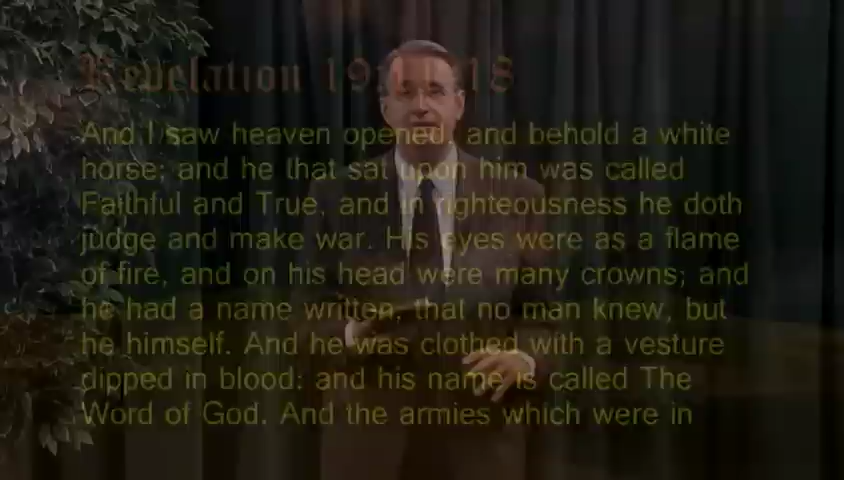 Revelation 19:11-18
And I saw heaven opened, and behold a white
horse; and he that sat upon him was called
Faithful and True, and in righteousness he doth
judge and make war. His eyes were as a flame
of fire, and on his head were many crowns; and
he had a name written, that no man knew, but
he himself. And he was clothed with a vesture
dipped in blood: and his name is called The
Word of God. And the armies which were in